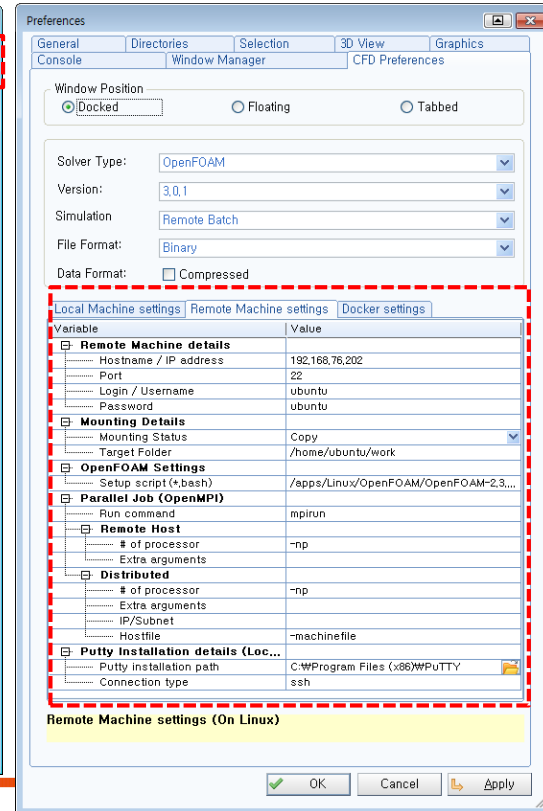 Preferences
General Directories Selection 3D View Graphics
Console Window Manager CFD Preferences
Window Position
Docked Floating Tabbed
Solver Type: OpenFOAM
Version: 3,0,1
Simulation Remote Batch
File Format: Binary
Data Format: Compressed
Local Machine settings Remote Machine settings Docker settings
Variable Value
Remote Machine details
Hostname / IP address 192,168,76,202
Port 22
Login / Username ubuntu
Password ubuntu
Mounting Details
Mounting Status Copy
Target Folder /home/ubuntu/work
OpenFOAM Settings
Setup script (*,bash) /apps/Linux/OpenFOAM/OpenFOAM-2,3,...
Parallel Job (OpenMPI)
Run command mpirun
Remote Host
# of processor -np
Extra arguments
Distributed
# of processor -np
Extra arguments
IP/Subnet
Hostfile -machinefile
Putty Installation details (Loc...
Putty installation path C:₩Program Files (x86)₩PuTTY
Connection type ssh
Remote Machine settings (On Linux)
OK Cancel Apply